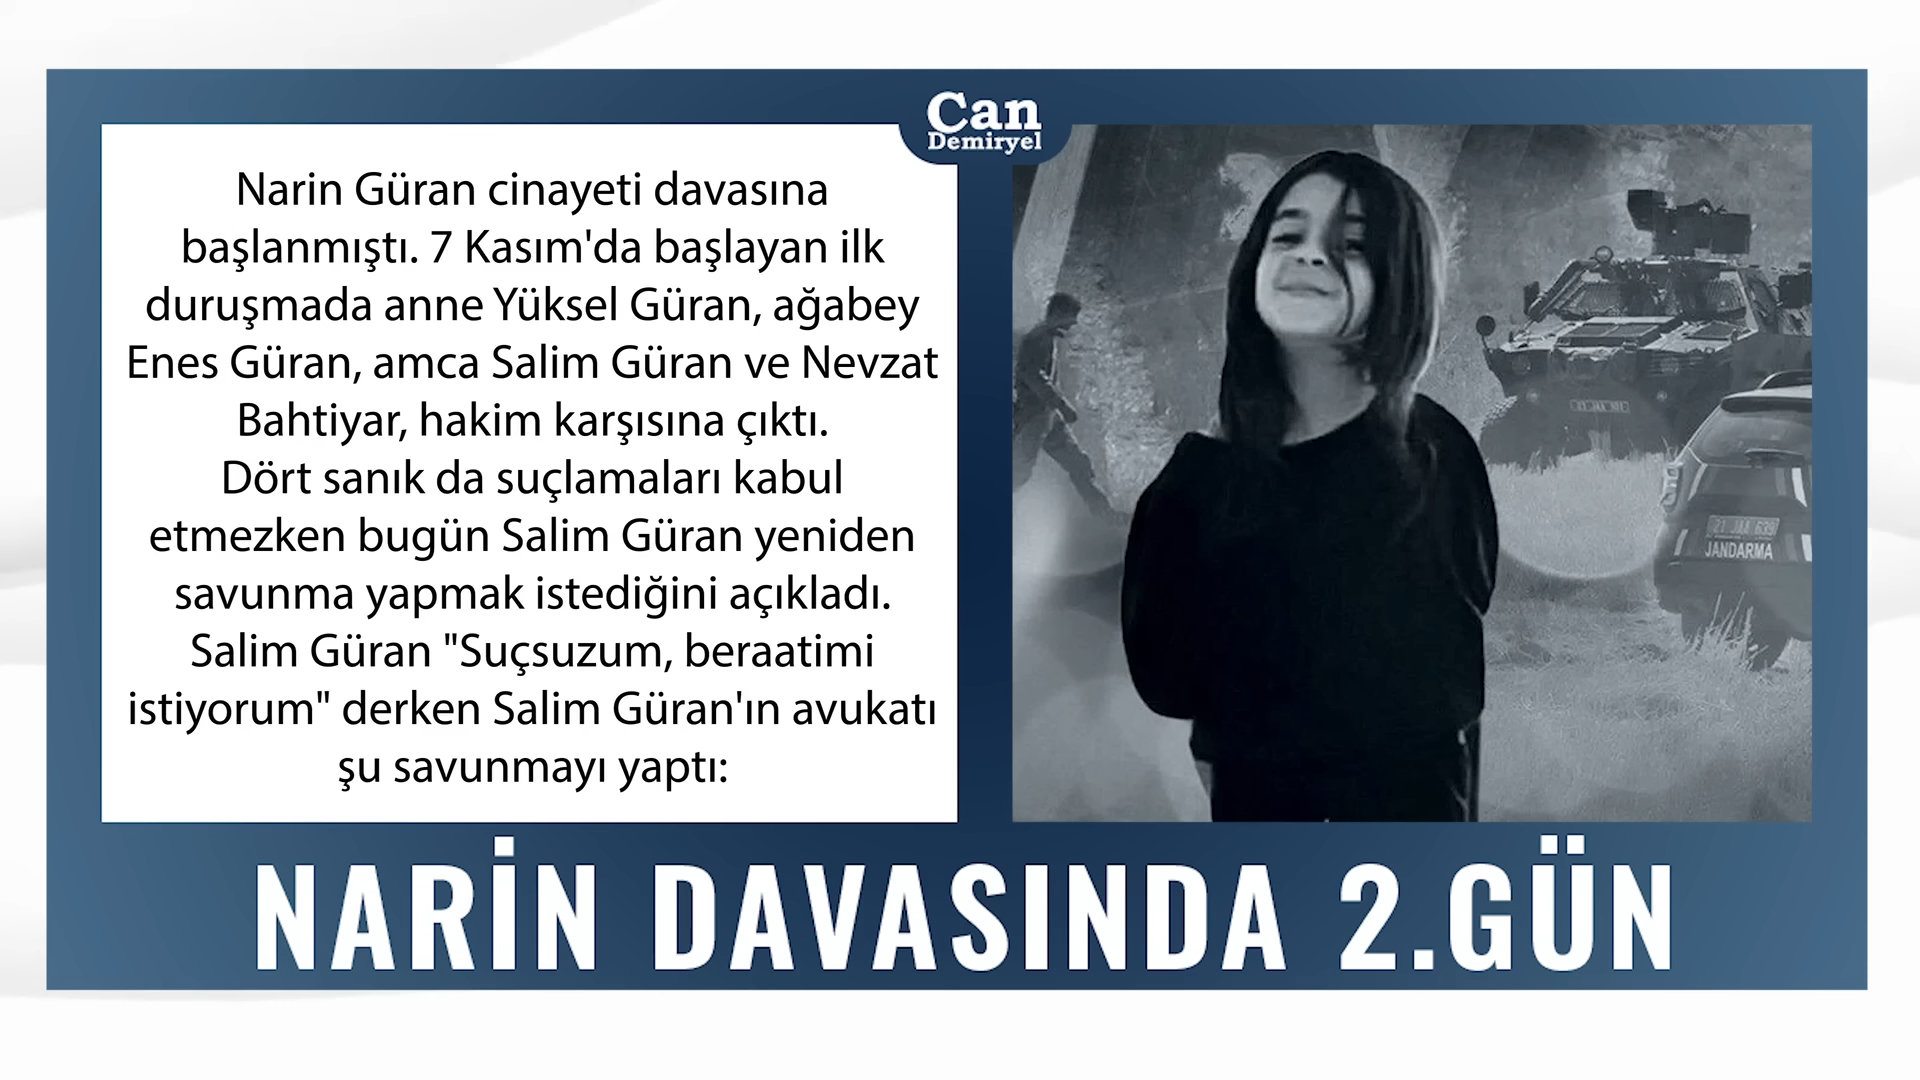 Can
Demiryel
Narin Güran cinayeti davasına
başlanmıştı. 7 Kasım'da başlayan ilk
duruşmada anne Yüksel Güran, ağabey
Enes Güran, amca Salim Güran ve Nevzat
Bahtiyar, hakim karşısına çıktı.
Dört sanık da suçlamaları kabul
etmezken bugün Salim Güran yeniden
savunma yapmak istediğini açıkladı.
Salim Güran "Suçsuzum, beraatimi
istiyorum" derken Salim Güran'ın avukatı
şu savunmayı yaptı:
21 JAA 639
JANDARMA
NARİN DAVASINDA 2.GÜN